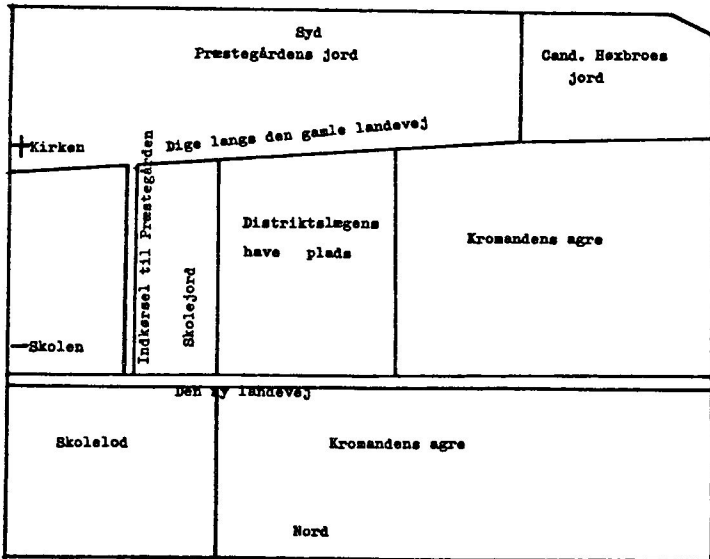 Syd
Præstegårdens jord
Cand. Høxbroes
jord
Kirken
Dige langs den gamle landevej
Indkørsel til Præstegården
Skolejord
Distriktslægens
have plads
Kromandens agre
Skolen
Den ny landevej
Skolelod
Kromandens agre
Nord